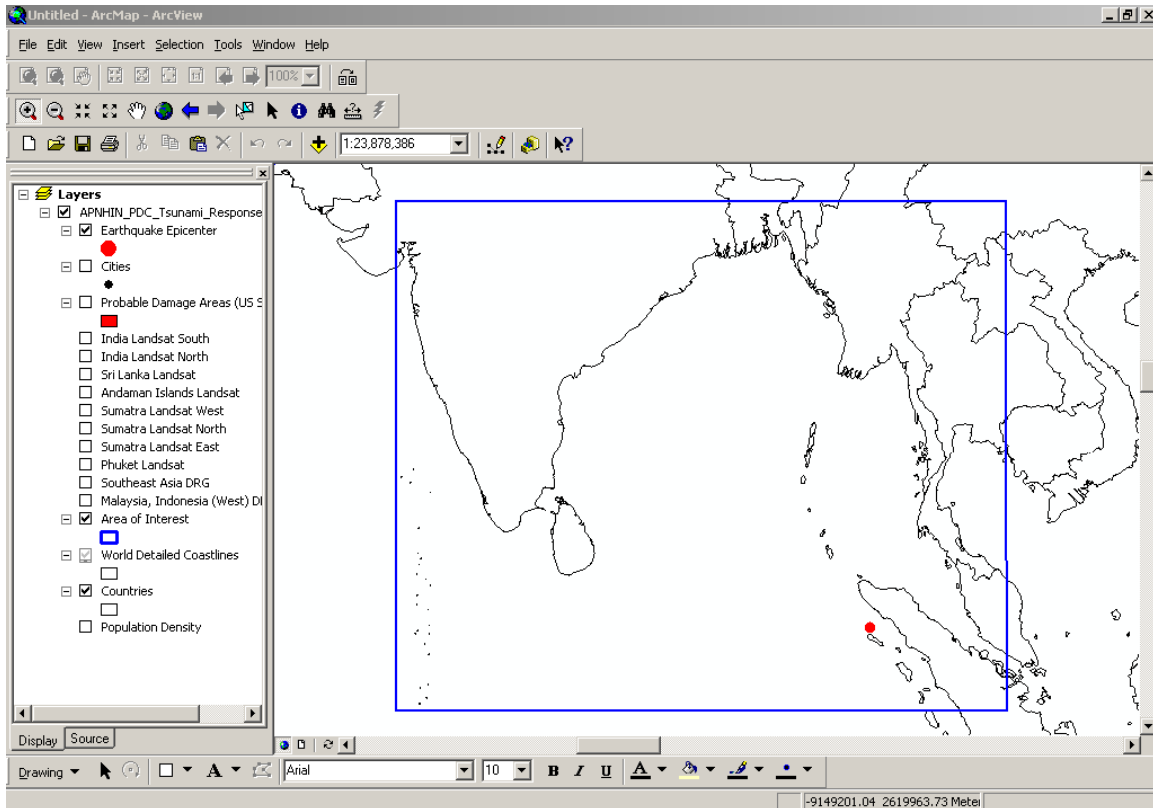 Untitled - ArcMap - ArcView
File Edit View Insert Selection Tools Window Help
1:1 100%
1:23,878,386
Layers
APNHIN_PDC_Tsunami_Response
Earthquake Epicenter
Cities
Probable Damage Areas (US S
India Landsat South
India Landsat North
Sri Lanka Landsat
Andaman Islands Landsat
Sumatra Landsat West
Sumatra Landsat North
Sumatra Landsat East
Phuket Landsat
Southeast Asia DRG
Malaysia, Indonesia (West) DI
Area of Interest
World Detailed Coastlines
Countries
Population Density
Display Source
Drawing A Arial 10 B I U A
-9149201.04 2619963.73 Meter